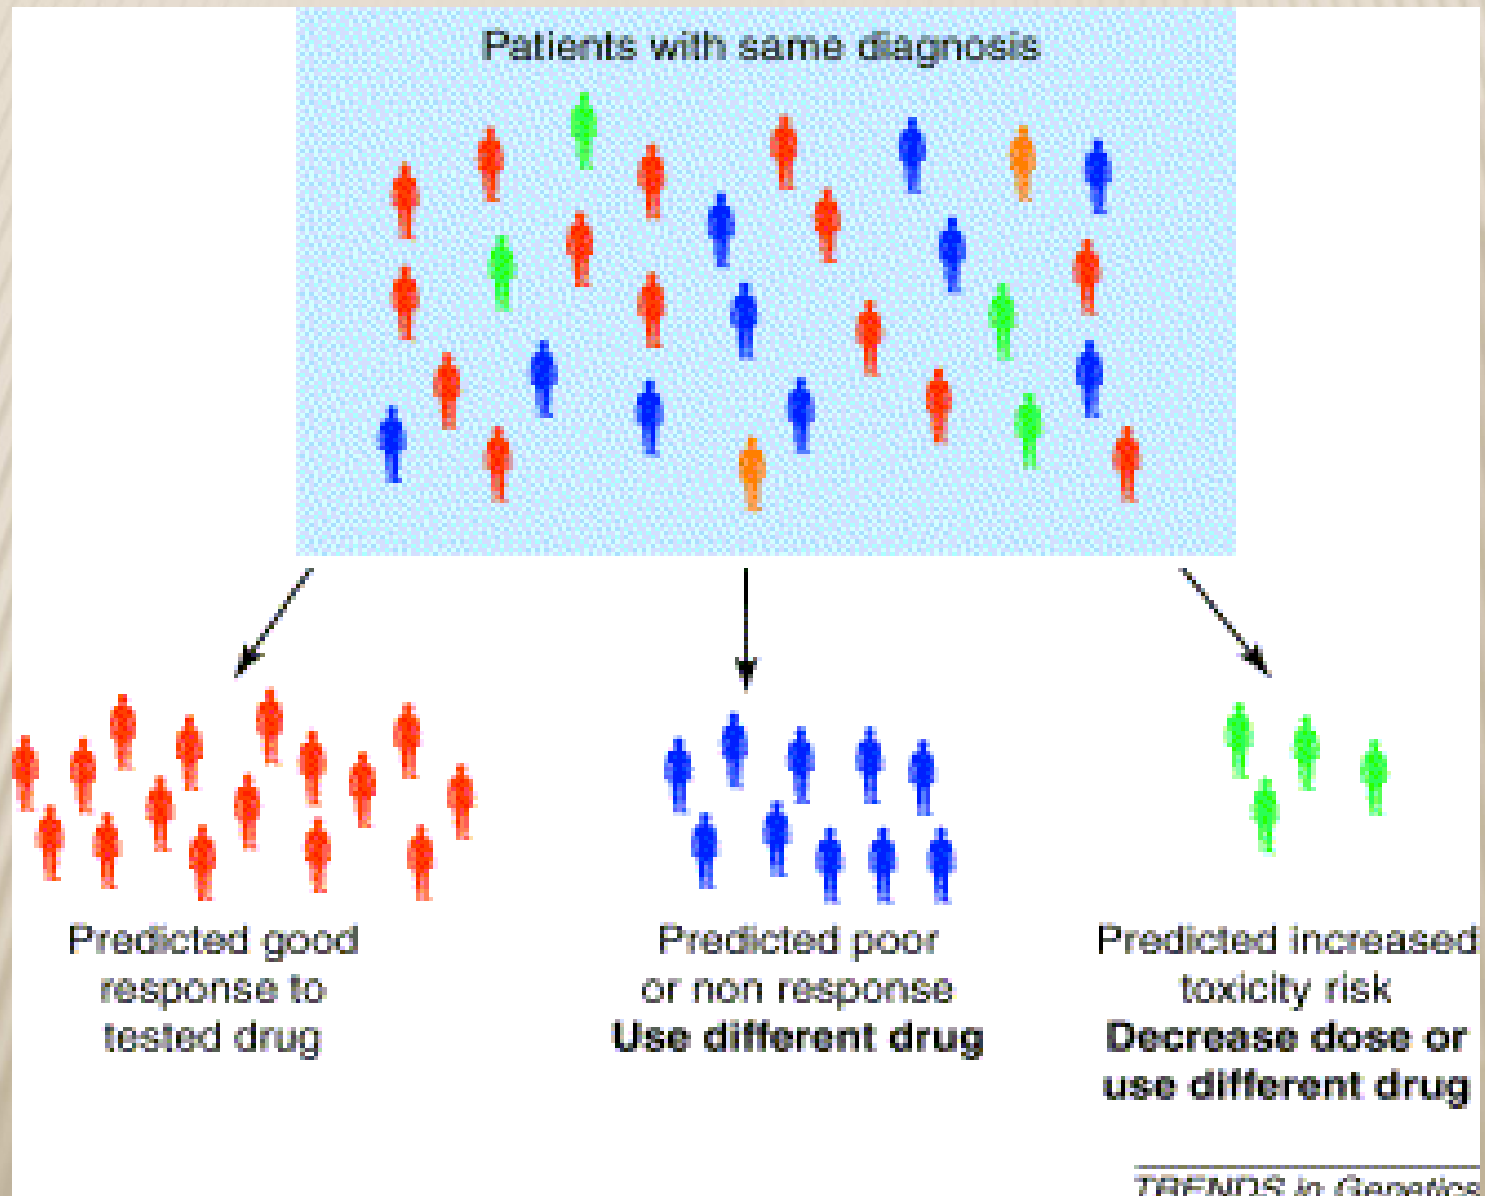 Patients with same diagnosis
Predicted good
response to
tested drug
Predicted poor
or non response
Use different drug
Predicted increased
toxicity risk
Decrease dose or
use different drug
TRENDS in Genetics